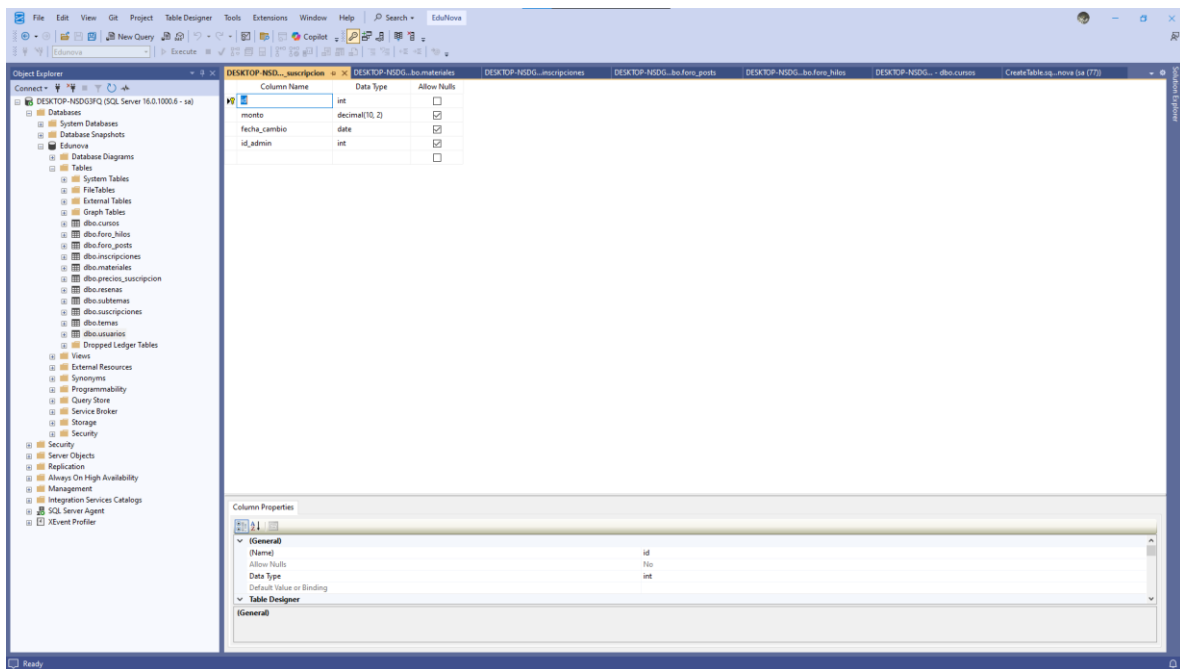 File Edit View Git Project Table Designer Tools Extensions Window Help Search EduNova
New Query Copilot
Edunova Execute
Object Explorer
DESKTOP-NSD..._suscripcion DESKTOP-NSDG...bo.materiales DESKTOP-NSDG...inscripciones DESKTOP-NSDG...bo.foro_posts DESKTOP-NSDG...bo.foro_hilos DESKTOP-NSDG... - dbo.cursos CreateTable.sq...nova (sa (77))
Solution Explorer
Connect
DESKTOP-NSDG3FQ (SQL Server 16.0.1000.6 - sa)
Databases
System Databases
Database Snapshots
Edunova
Database Diagrams
Tables
System Tables
FileTables
External Tables
Graph Tables
dbo.cursos
dbo.foro_hilos
dbo.foro_posts
dbo.inscripciones
dbo.materiales
dbo.precios_suscripcion
dbo.resenas
dbo.subtemas
dbo.suscripciones
dbo.temas
dbo.usuarios
Dropped Ledger Tables
Views
External Resources
Synonyms
Programmability
Query Store
Service Broker
Storage
Security
Security
Server Objects
Replication
Always On High Availability
Management
Integration Services Catalogs
SQL Server Agent
XEvent Profiler
Column Name Data Type Allow Nulls
id int
monto decimal(10, 2)
fecha_cambio date
id_admin int
Column Properties
(General)
(Name) id
Allow Nulls No
Data Type int
Default Value or Binding
Table Designer
(General)
Ready